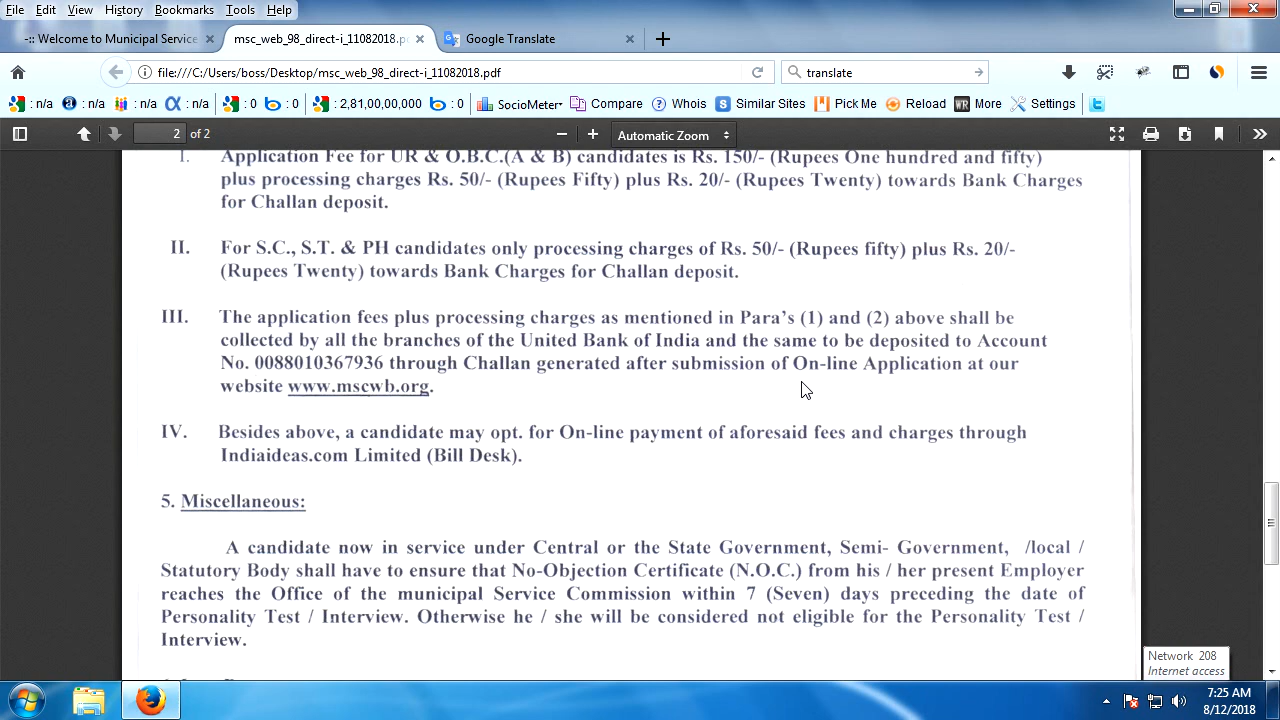 File Edit View History Bookmarks Tools Help
-:: Welcome to Municipal Service
msc_web_98_direct-i_11082018.p
Google Translate
file:///C:/Users/boss/Desktop/msc_web_98_direct-i_11082018.pdf
translate
: n/a : n/a : n/a : n/a : 0 : 0 : 2,81,00,00,000 : 0 SocioMeter Compare Whois Similar Sites Pick Me Reload WR More Settings
2 of 2
Automatic Zoom
I. Application Fee for UR & O.B.C.(A & B) candidates is Rs. 150/- (Rupees One hundred and fifty)
plus processing charges Rs. 50/- (Rupees Fifty) plus Rs. 20/- (Rupees Twenty) towards Bank Charges
for Challan deposit.
II. For S.C., S.T. & PH candidates only processing charges of Rs. 50/- (Rupees fifty) plus Rs. 20/-
(Rupees Twenty) towards Bank Charges for Challan deposit.
III. The application fees plus processing charges as mentioned in Para's (1) and (2) above shall be
collected by all the branches of the United Bank of India and the same to be deposited to Account
No. 0088010367936 through Challan generated after submission of On-line Application at our
website www.mscwb.org.
IV. Besides above, a candidate may opt. for On-line payment of aforesaid fees and charges through
Indiaideas.com Limited (Bill Desk).
5. Miscellaneous:
A candidate now in service under Central or the State Government, Semi- Government, /local /
Statutory Body shall have to ensure that No-Objection Certificate (N.O.C.) from his / her present Employer
reaches the Office of the municipal Service Commission within 7 (Seven) days preceding the date of
Personality Test / Interview. Otherwise he / she will be considered not eligible for the Personality Test /
Interview.
Network 208
Internet access
7:25 AM
8/12/2018